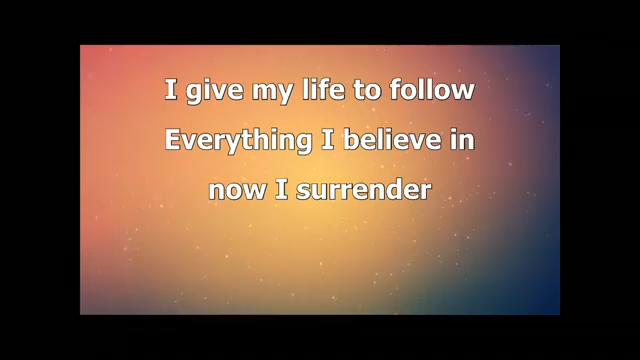 I give my life to follow
Everything I believe in
now I surrender